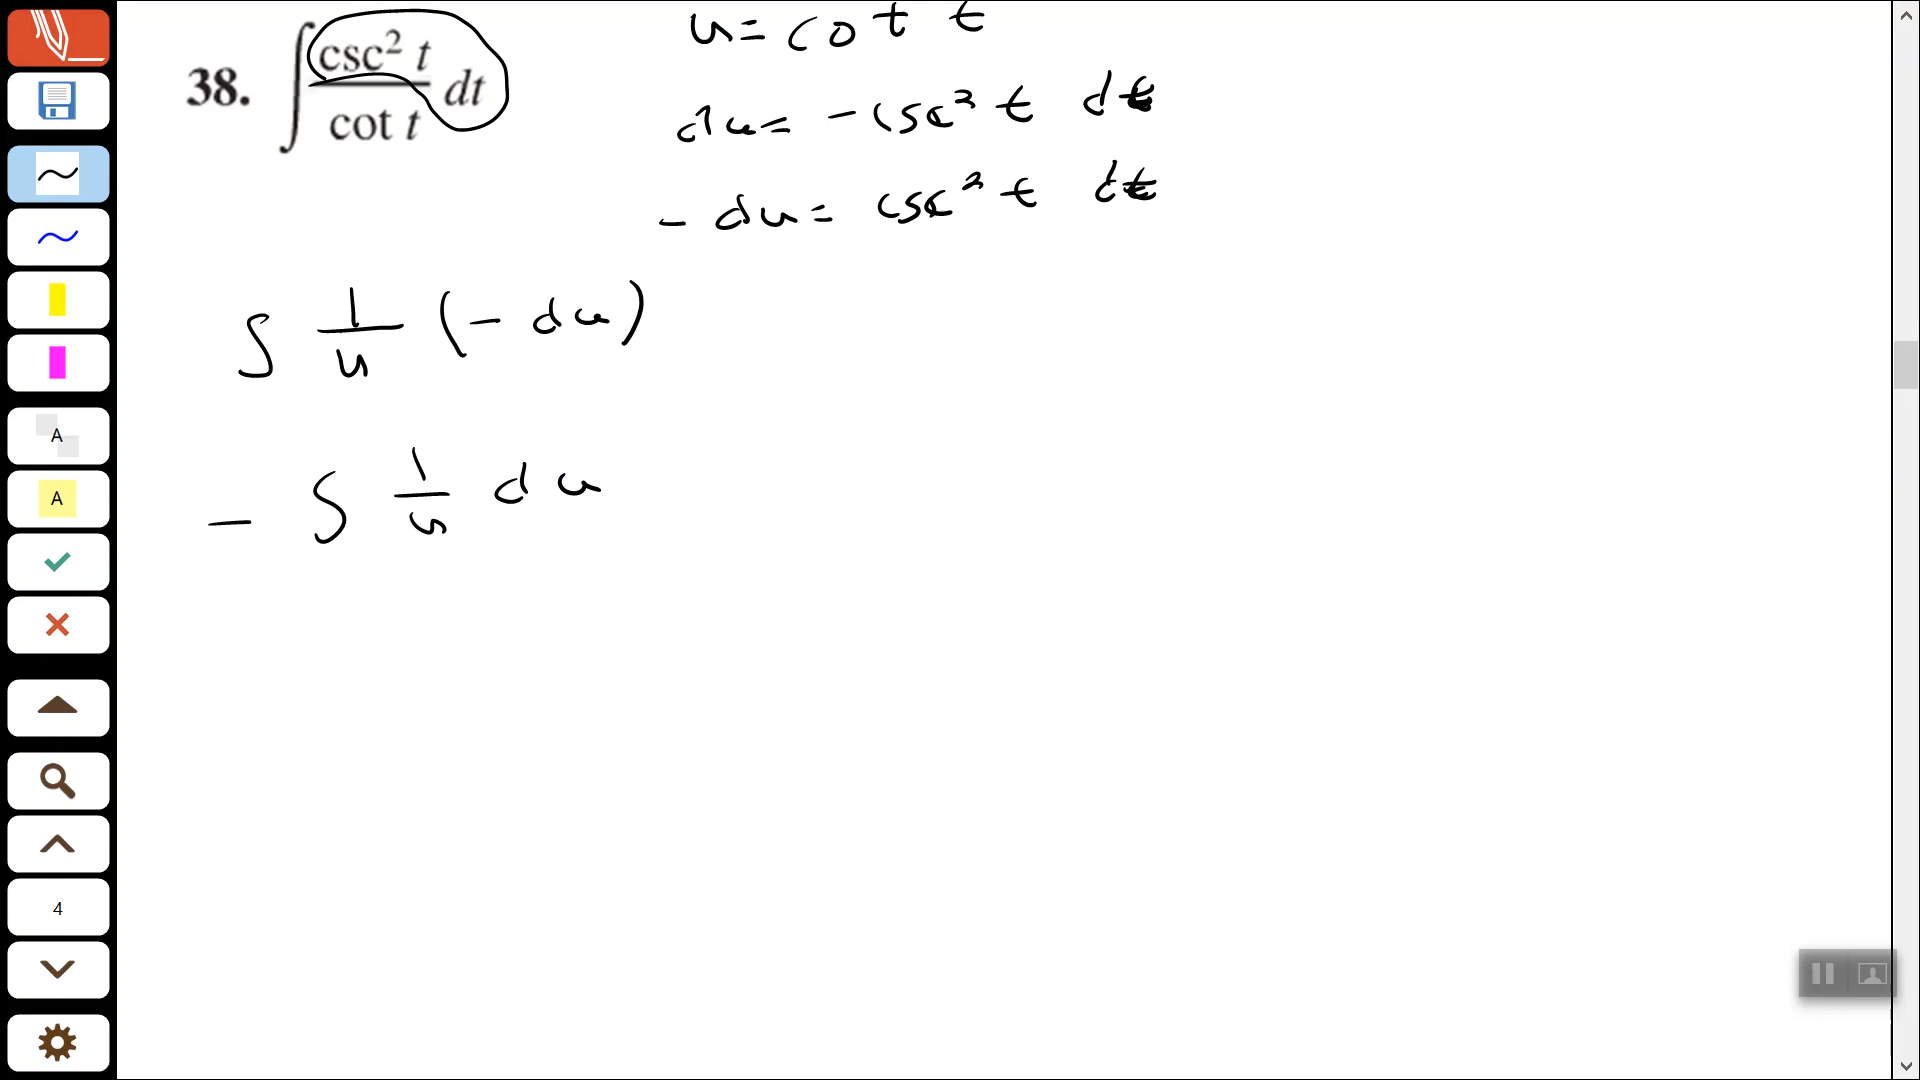 u = cot t
38. ∫ csc² t / cot t dt
du = - csc² t dt
- du = csc² t dt
∫ 1/u (- du)
- ∫ 1/u du
A
A
4